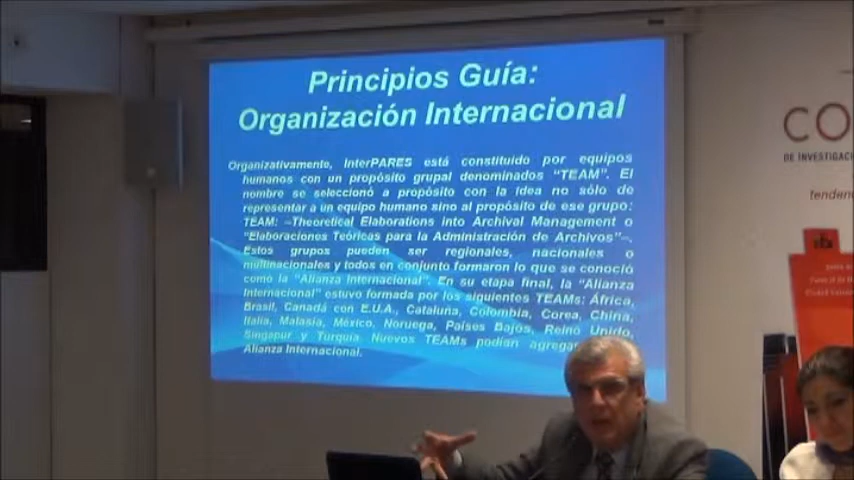 Principios Guía:
Organización Internacional
Organizativamente, InterPARES está constituido por equipos
humanos con un propósito grupal denominados "TEAM". El
nombre se seleccionó a propósito con la idea no sólo de
representar a un equipo humano sino al propósito de ese grupo:
TEAM: –Theoretical Elaborations into Archival Management o
"Elaboraciones Teóricas para la Administración de Archivos"–.
Estos grupos pueden ser regionales, nacionales o
multinacionales y todos en conjunto formaron lo que se conoció
como la "Alianza Internacional". En su etapa final, la "Alianza
Internacional" estuvo formada por los siguientes TEAMs: África,
Brasil, Canadá con E.U.A., Cataluña, Colombia, Corea, China,
Italia, Malasia, México, Noruega, Países Bajos, Reino Unido,
Singapur y Turquía. Nuevos TEAMs podían
Alianza Internacional.
CO
DE